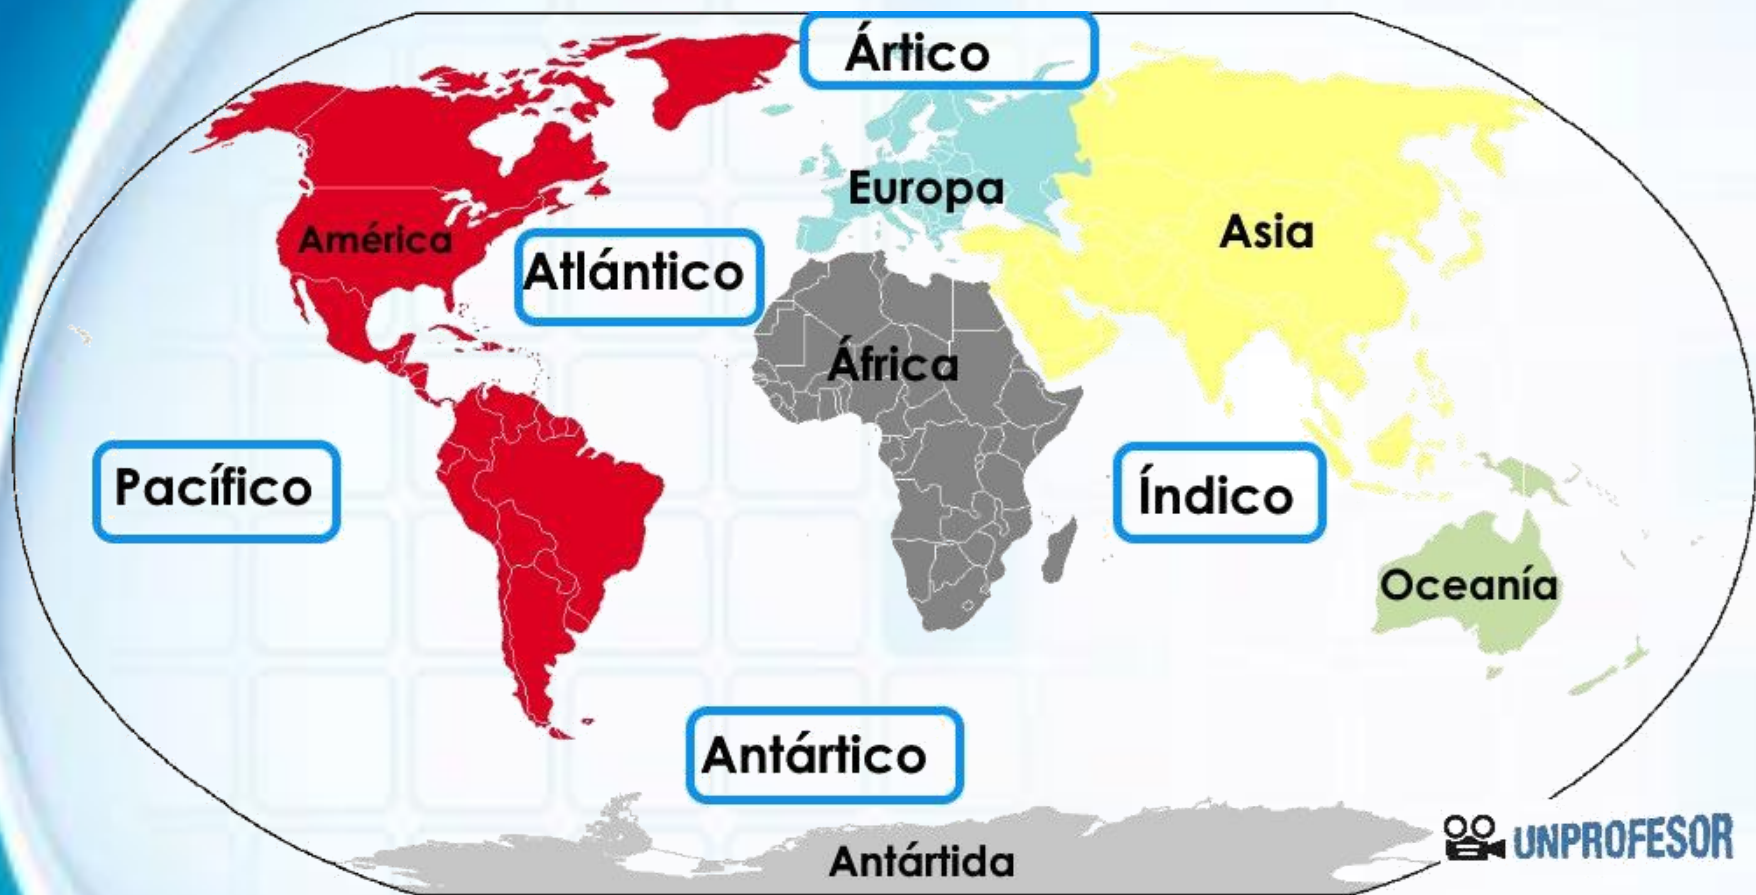 Ártico
Europa
América
Asia
Atlántico
África
Pacífico
Índico
Oceanía
Antártico
Antártida
UNPROFESOR